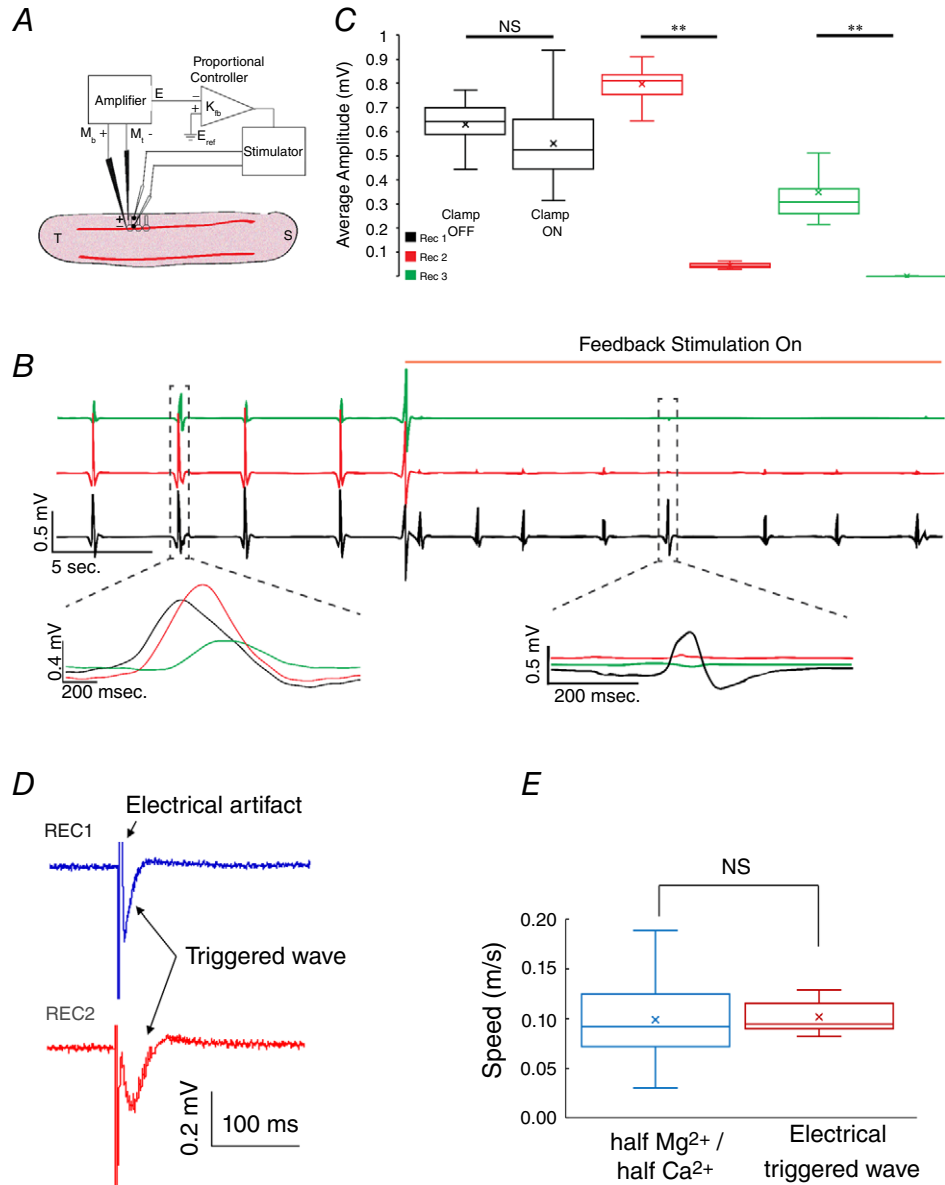 A
Proportional
Controller
Amplifier
E
−
+
K_fb
E_ref
M_b +
M_t -
Stimulator
+
−
T
S
C
NS
**
**
Average Amplitude (mV)
1
0.9
0.8
0.7
0.6
0.5
0.4
0.3
0.2
0.1
Clamp
OFF
Clamp
ON
Rec 1
Rec 2
Rec 3
B
Feedback Stimulation On
0.5 mV
5 sec.
0.4 mV
200 msec.
0.5 mV
200 msec.
D
Electrical artifact
REC1
Triggered wave
REC2
0.2 mV
100 ms
E
NS
Speed (m/s)
0.20
0.15
0.10
0.05
0.00
half Mg²⁺ /
half Ca²⁺
Electrical
triggered wave